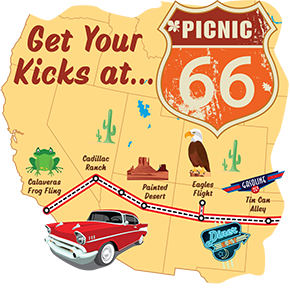 Get Your
Kicks at...
PICNIC
66
Calaveras
Frog Fling
Cadillac
Ranch
Painted
Desert
Eagles
Flight
GASOLINE
Tin Can
Alley
Diner